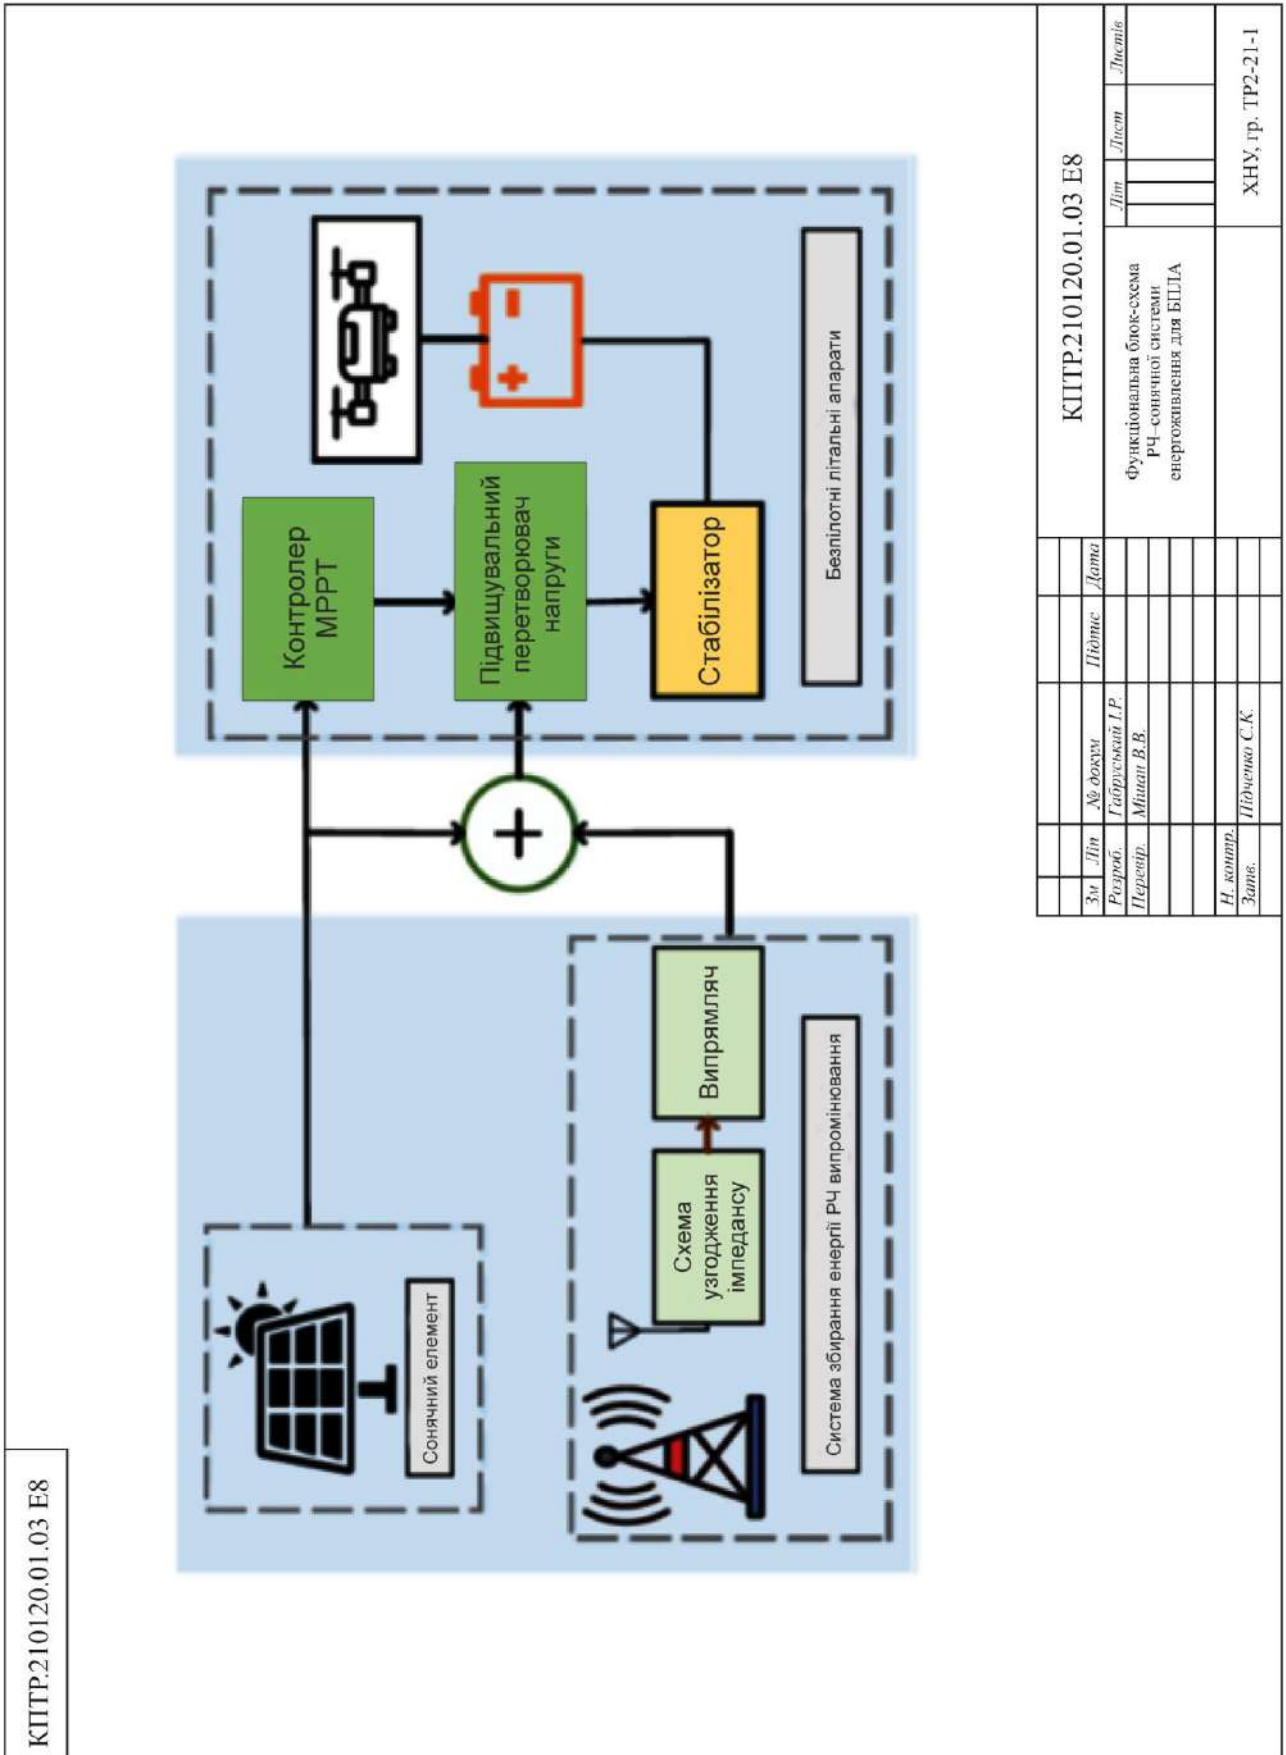 КПТР.210120.01.03 Е8
Сонячний елемент
Схема
узгодження
імпедансу
Випрямляч
Система збирання енергії РЧ випромінювання
+
Контролер
MPPT
Підвищувальний
перетворювач
напруги
Стабілізатор
Безпілотні літальні апарати
КПТР.210120.01.03 Е8
Зм Літ № докум Підпис Дата
Розроб. Габруський І.Р.
Перевір. Мішан В.В.
Н. контр.
Затв. Підченко С.К.
Функціональна блок-схема
РЧ–сонячної системи
енергоживлення для БПЛА
Літ Лист Листів
ХНУ, гр. ТР2-21-1